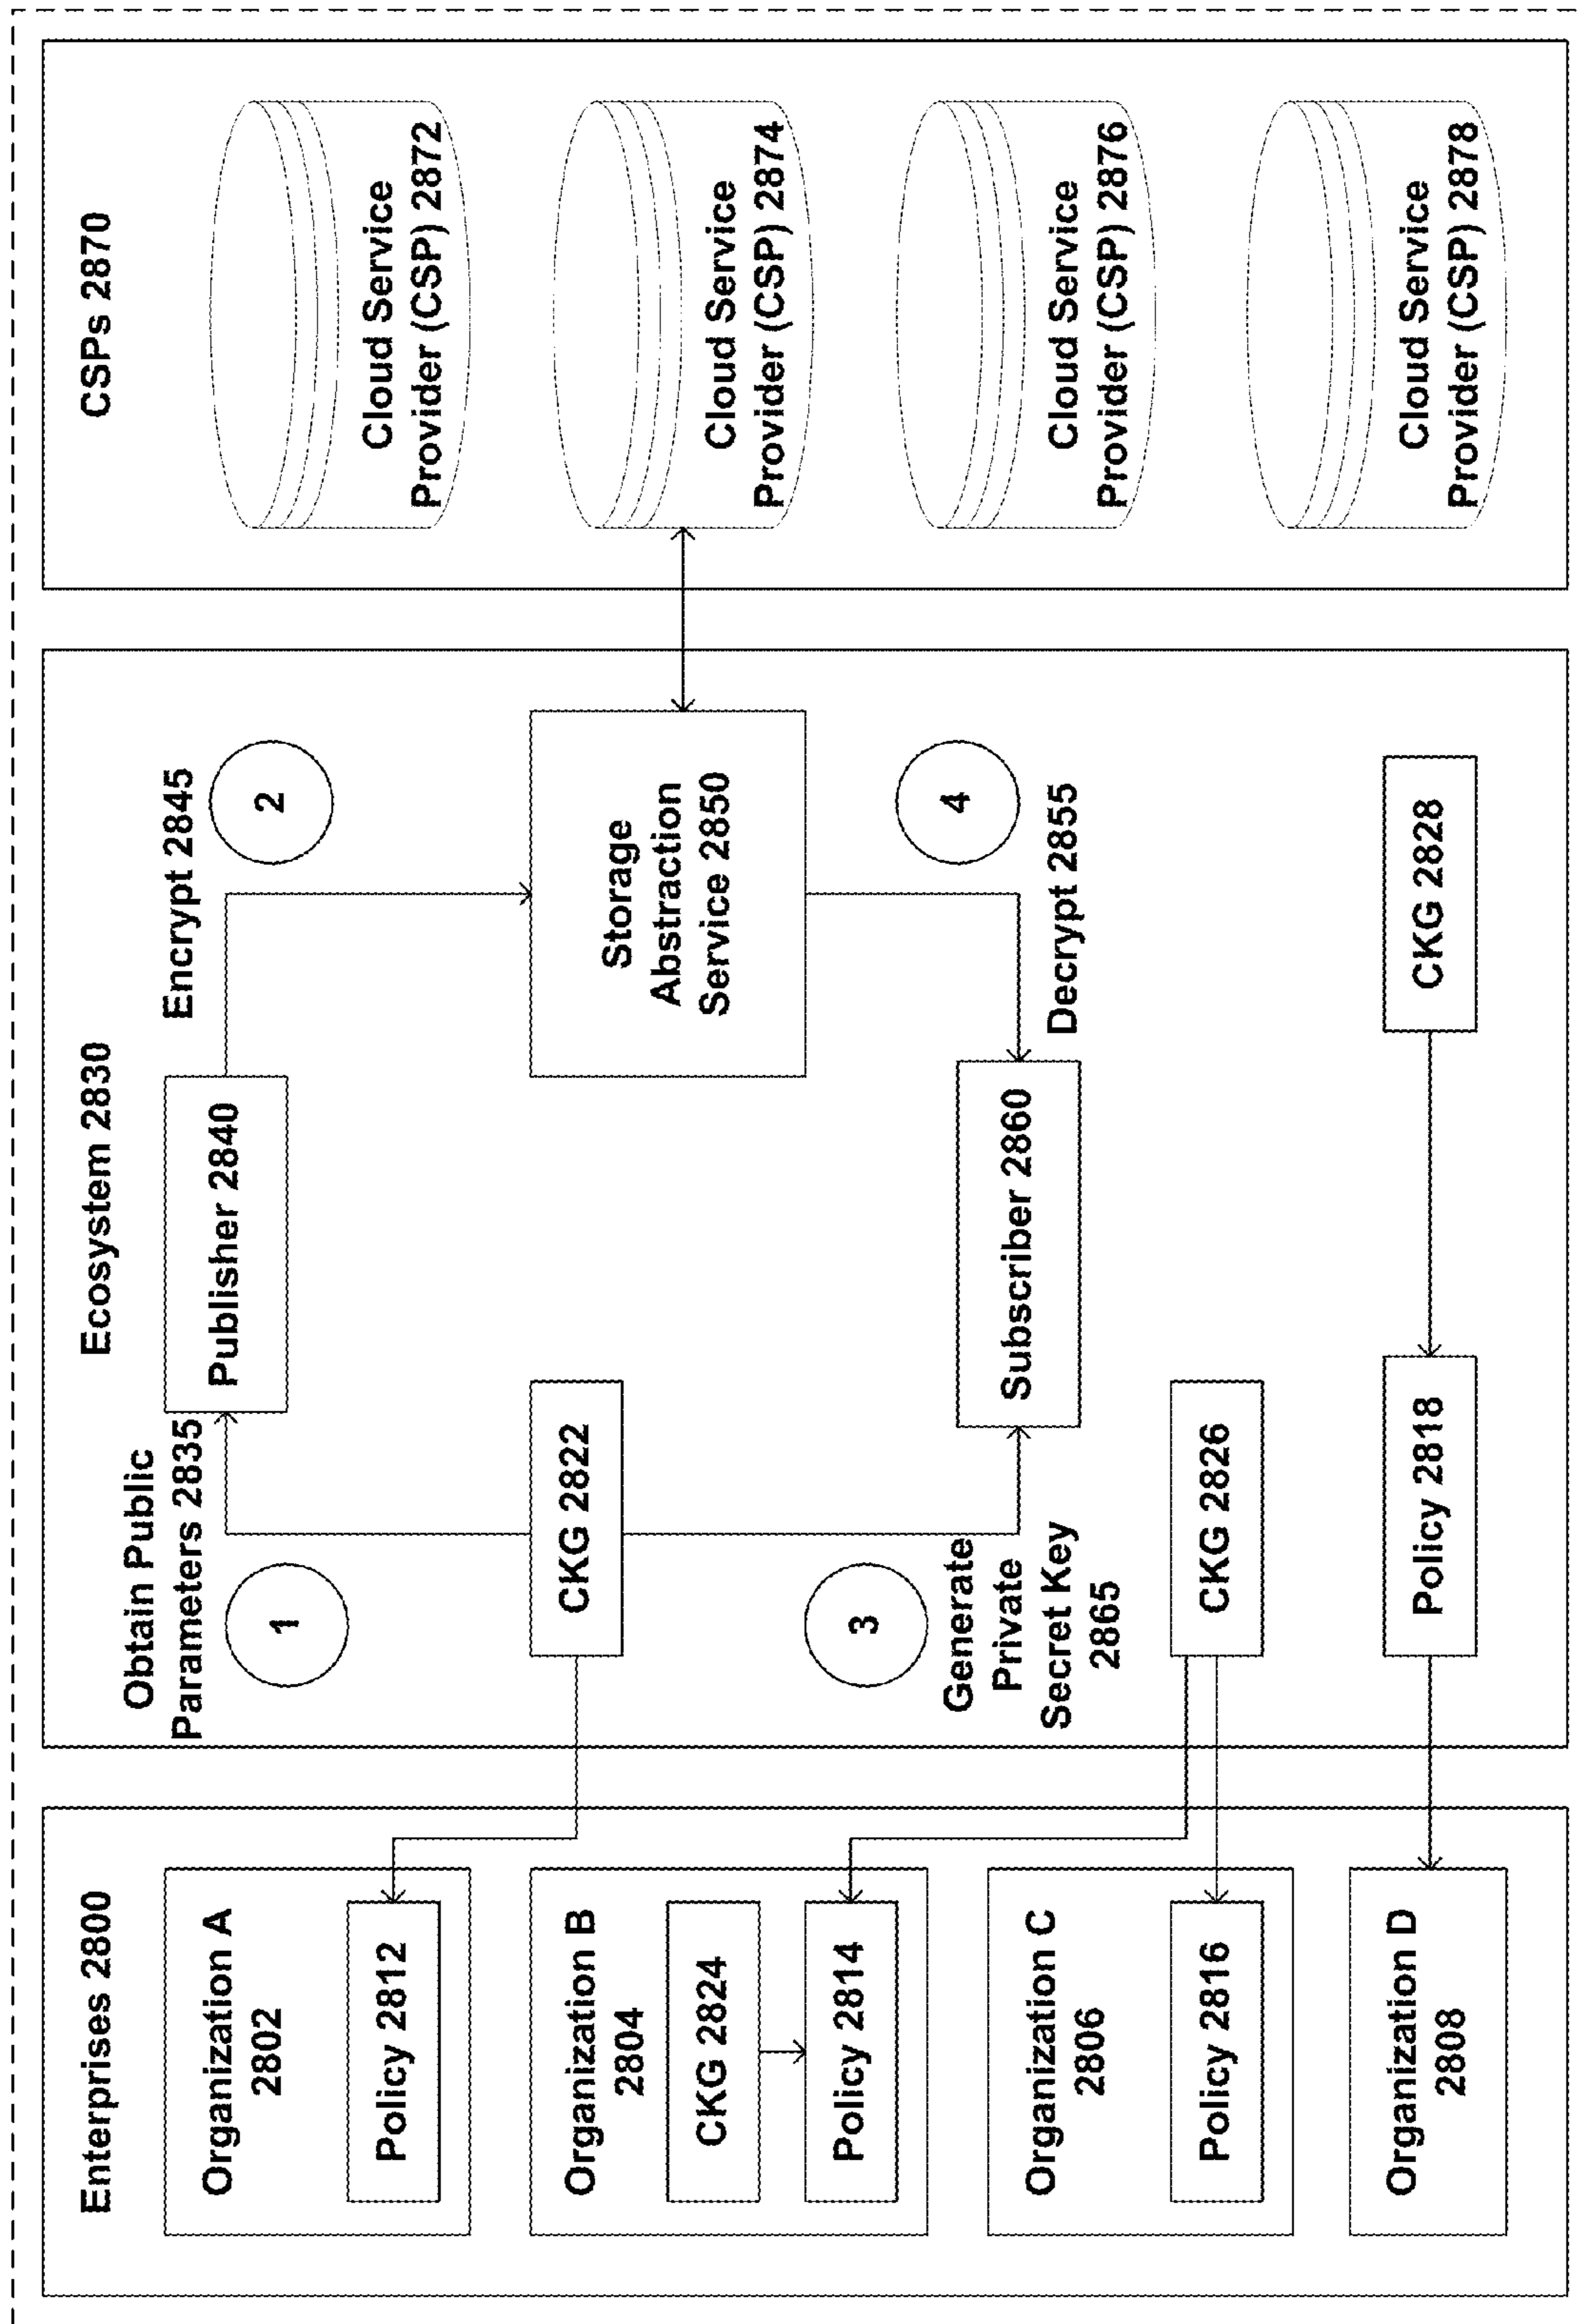 Enterprises 2800
Organization A
2802
Policy 2812
Organization B
2804
CKG 2824
Policy 2814
Organization C
2806
Policy 2816
Organization D
2808
Ecosystem 2830
Obtain Public
Parameters 2835
1
Publisher 2840
Encrypt 2845
2
CKG 2822
Storage
Abstraction
Service 2850
3
Generate
Private
Secret Key
2865
Subscriber 2860
4
Decrypt 2855
CKG 2826
Policy 2818
CKG 2828
CSPs 2870
Cloud Service
Provider (CSP) 2872
Cloud Service
Provider (CSP) 2874
Cloud Service
Provider (CSP) 2876
Cloud Service
Provider (CSP) 2878